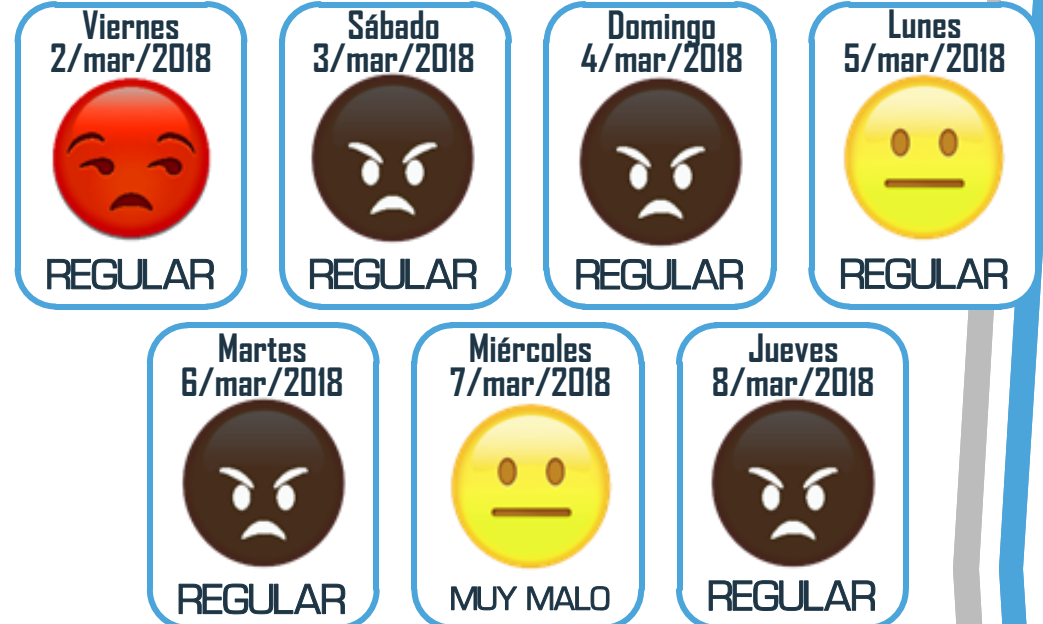 Viernes
2/mar/2018
REGULAR
Sábado
3/mar/2018
REGULAR
Domingo
4/mar/2018
REGULAR
Lunes
5/mar/2018
REGULAR
Martes
6/mar/2018
REGULAR
Miércoles
7/mar/2018
MUY MALO
Jueves
8/mar/2018
REGULAR